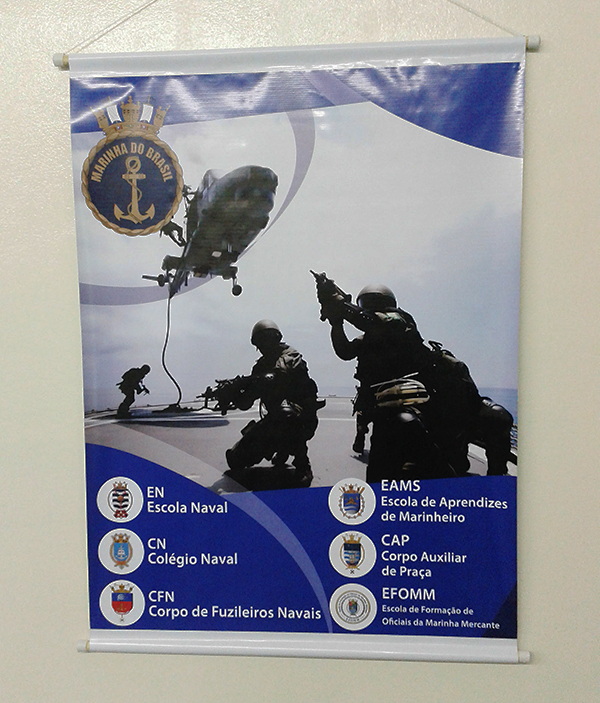 MARINHA DO BRASIL
EN
Escola Naval
CN
Colégio Naval
CFN
Corpo de Fuzileiros Navais
EAMS
Escola de Aprendizes
de Marinheiro
CAP
Corpo Auxiliar
de Praça
EFOMM
Escola de Formação de
Oficiais da Marinha Mercante